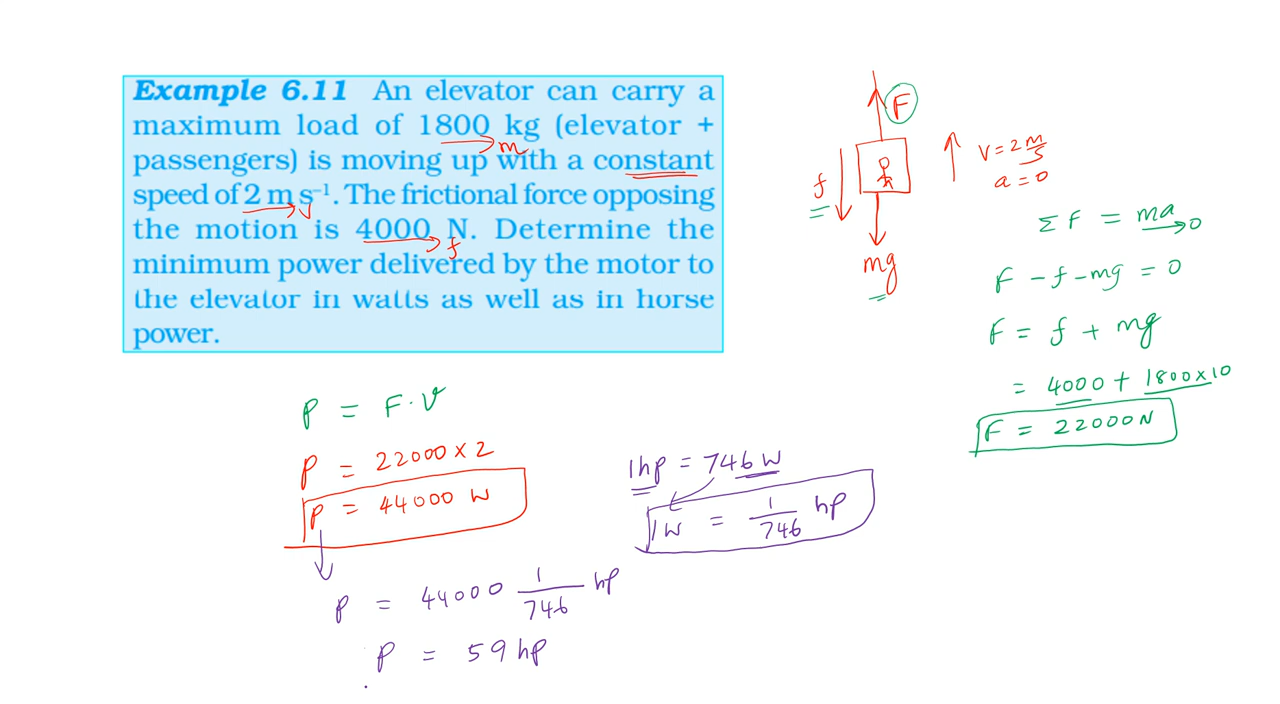 Example 6.11 An elevator can carry a
maximum load of 1800 kg (elevator +
passengers) is moving up with a constant
speed of 2 m s⁻¹. The frictional force opposing
the motion is 4000 N. Determine the
minimum power delivered by the motor to
the elevator in watts as well as in horse
power.
m
v
f
F
f
mg
v = 2 m/s
a = 0
Σ F = ma → 0
F - f - mg = 0
F = f + mg
= 4000 + 1800 x 10
F = 22000 N
P = F · v
P = 22000 x 2
P = 44000 W
1hp = 746 W
1W = 1/746 hp
P = 44000 1/746 hp
P = 59 hp